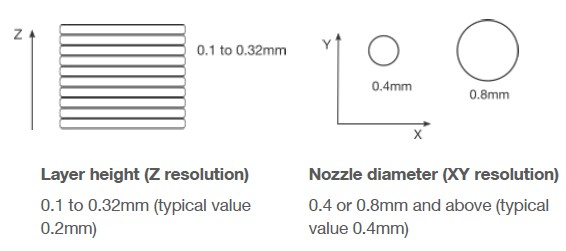 Z
0.1 to 0.32mm
Y
0.4mm
0.8mm
X
Layer height (Z resolution)
0.1 to 0.32mm (typical value
0.2mm)
Nozzle diameter (XY resolution)
0.4 or 0.8mm and above (typical
value 0.4mm)